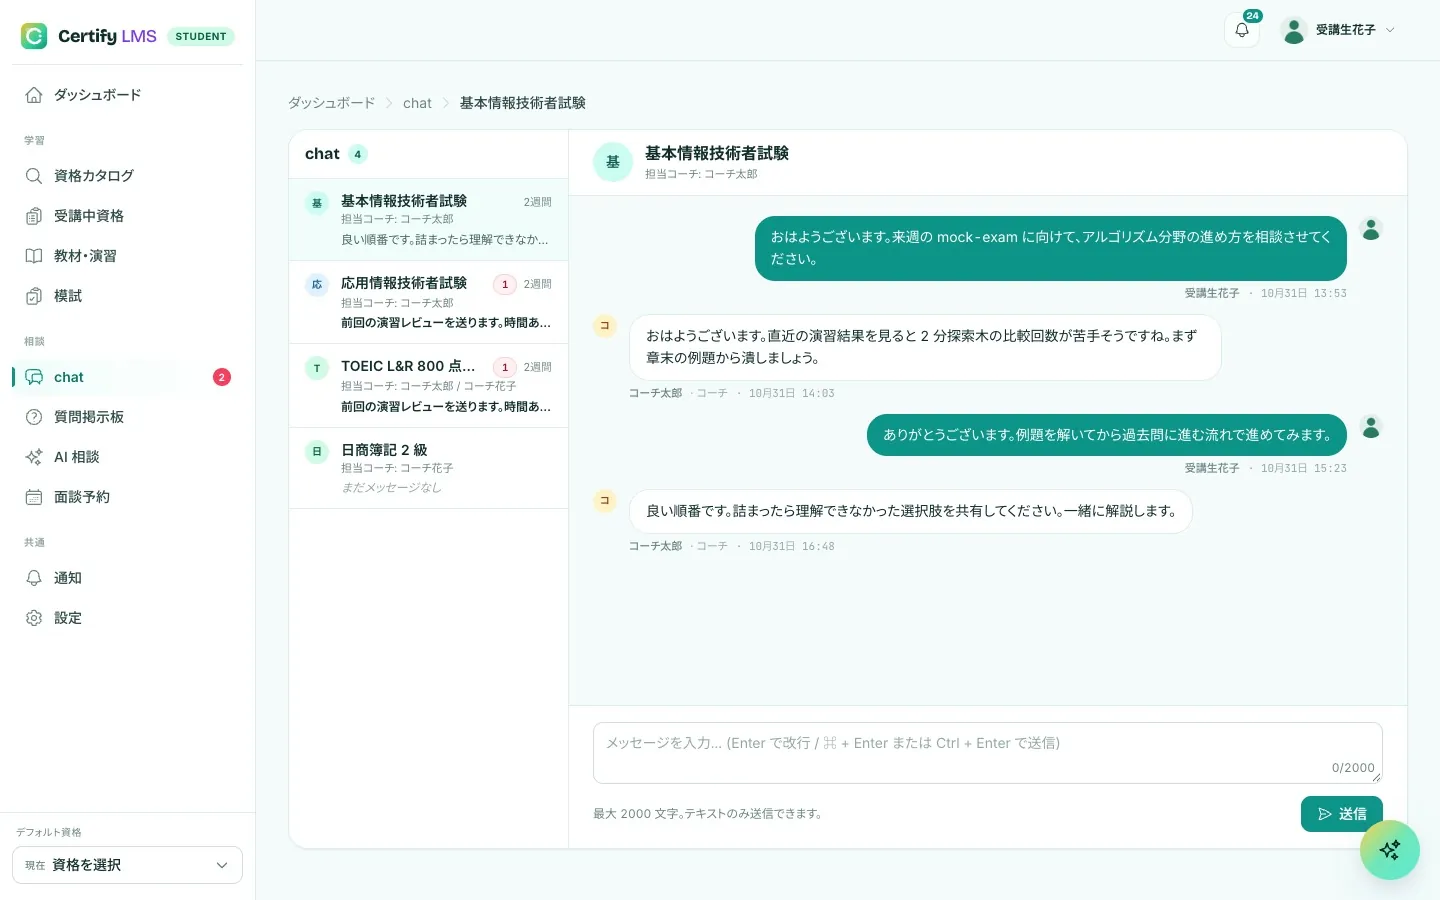 Certify LMS STUDENT
ダッシュボード
学習
資格カタログ
受講中資格
教材・演習
模試
相談
chat 2
質問掲示板
AI 相談
面談予約
共通
通知
設定
デフォルト資格
現在 資格を選択
24
受講生花子
ダッシュボード chat 基本情報技術者試験
chat 4
基 基本情報技術者試験 2週間
担当コーチ: コーチ太郎
良い順番です。詰まったら理解できなか...
応 応用情報技術者試験 1 2週間
担当コーチ: コーチ太郎
前回の演習レビューを送ります。時間あ...
T TOEIC L&R 800 点... 1 2週間
担当コーチ: コーチ太郎 / コーチ花子
前回の演習レビューを送ります。時間あ...
日 日商簿記 2 級
担当コーチ: コーチ花子
まだメッセージなし
基 基本情報技術者試験
担当コーチ: コーチ太郎
おはようございます。来週の mock-exam に向けて、アルゴリズム分野の進め方を相談させてく
ださい。
受講生花子 · 10月31日 13:53
コ おはようございます。直近の演習結果を見ると 2 分探索木の比較回数が苦手そうですね。まず
章末の例題から潰しましょう。
コーチ太郎 · コーチ · 10月31日 14:03
ありがとうございます。例題を解いてから過去問に進む流れで進めてみます。
受講生花子 · 10月31日 15:23
コ 良い順番です。詰まったら理解できなかった選択肢を共有してください。一緒に解説します。
コーチ太郎 · コーチ · 10月31日 16:48
メッセージを入力... (Enter で改行 / ⌘ + Enter または Ctrl + Enter で送信)
0/2000
最大 2000 文字。テキストのみ送信できます。
送信